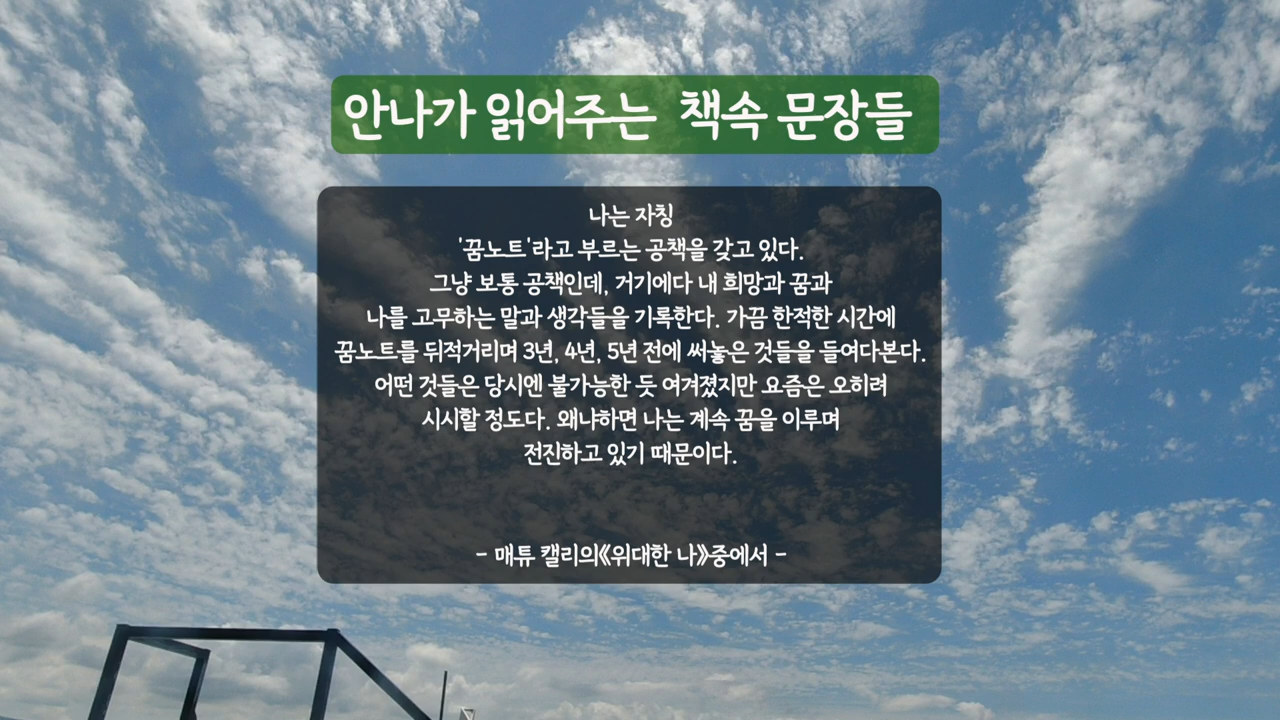 안나가 읽어주는 책속 문장들
나는 자칭
'꿈노트'라고 부르는 공책을 갖고 있다.
그냥 보통 공책인데, 거기에다 내 희망과 꿈과
나를 고무하는 말과 생각들을 기록한다. 가끔 한적한 시간에
꿈노트를 뒤적거리며 3년, 4년, 5년 전에 써놓은 것들을 들여다본다.
어떤 것들은 당시엔 불가능한 듯 여겨졌지만 요즘은 오히려
시시할 정도다. 왜냐하면 나는 계속 꿈을 이루며
전진하고 있기 때문이다.
- 매튜 캘리의《위대한 나》중에서 -